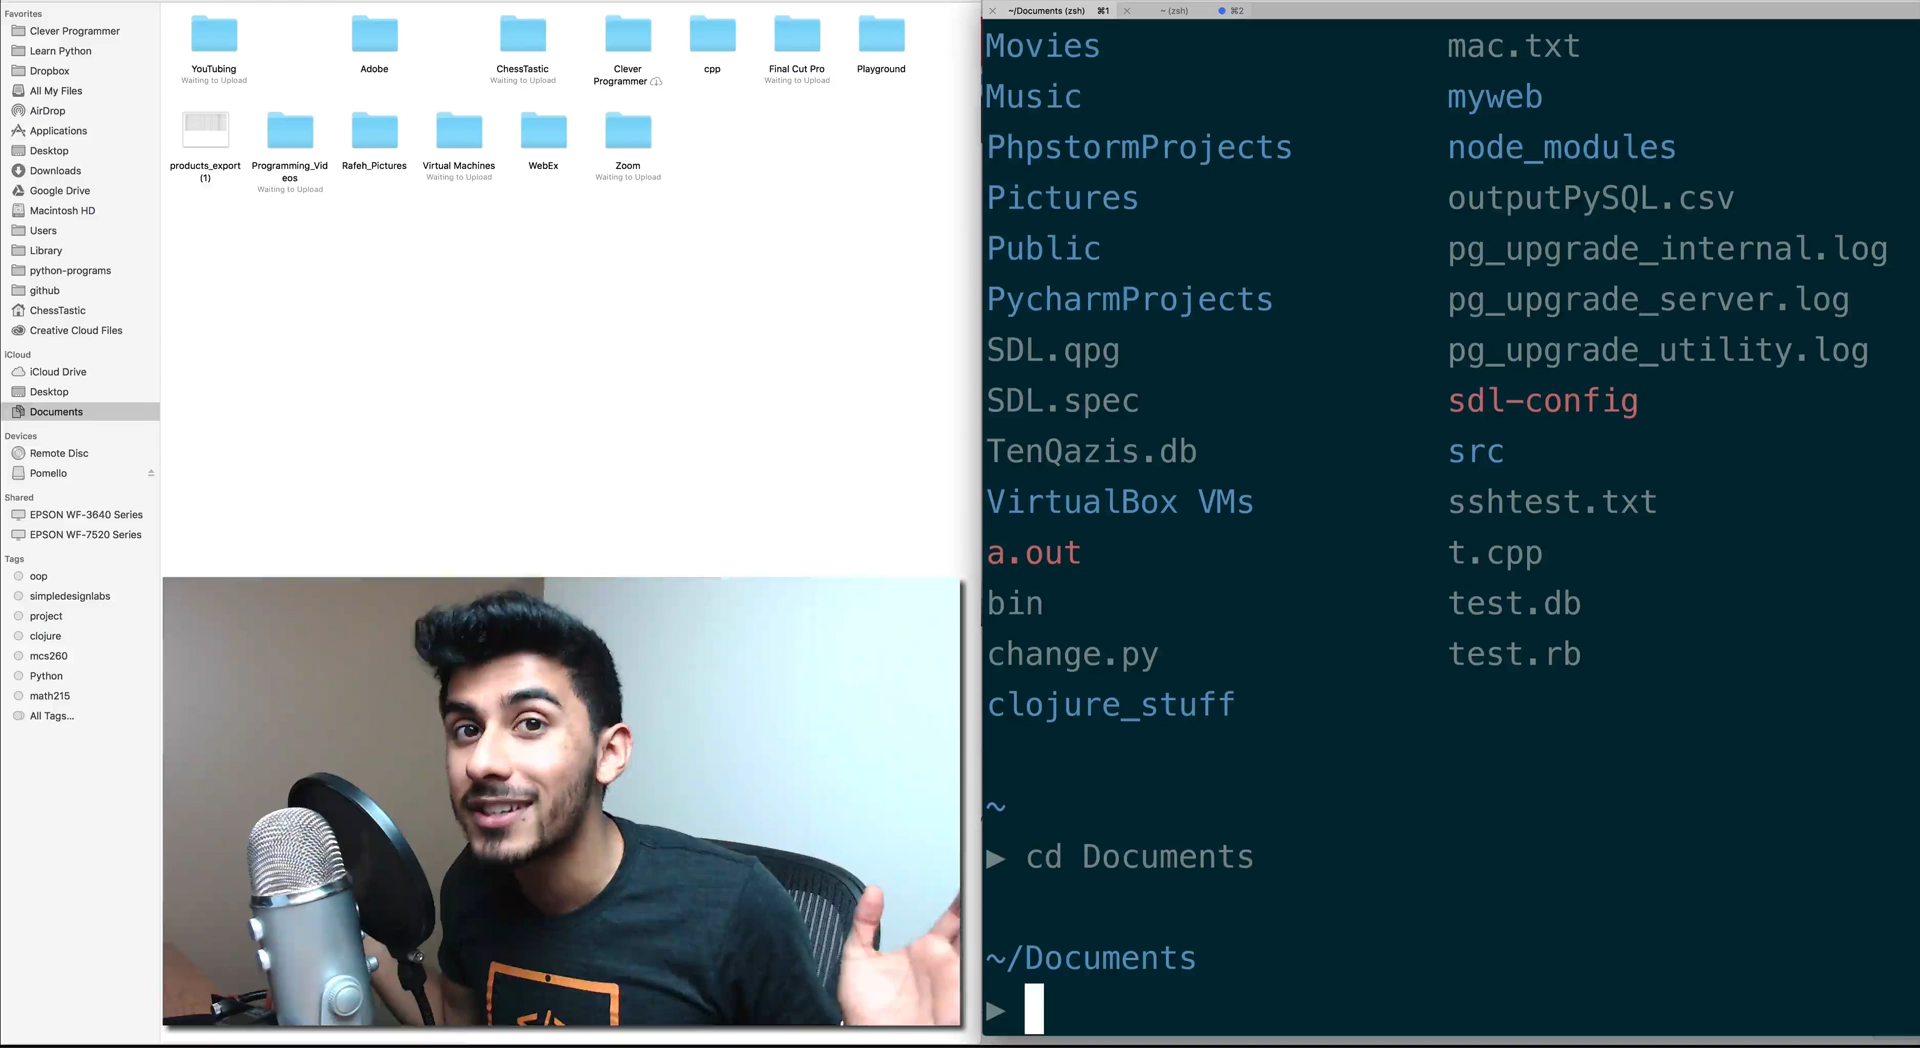 Favorites
Clever Programmer
Learn Python
Dropbox
All My Files
AirDrop
Applications
Desktop
Downloads
Google Drive
Macintosh HD
Users
Library
python-programs
github
ChessTastic
Creative Cloud Files
iCloud
iCloud Drive
Desktop
Documents
Devices
Remote Disc
Pomello
Shared
EPSON WF-3640 Series
EPSON WF-7520 Series
Tags
oop
simpledesignlabs
project
clojure
mcs260
Python
math215
All Tags...
YouTubing
Waiting to Upload
Adobe
ChessTastic
Waiting to Upload
Clever
Programmer
cpp
Final Cut Pro
Waiting to Upload
Playground
products_export
(1)
Programming_Vid
eos
Waiting to Upload
Rafeh_Pictures
Virtual Machines
Waiting to Upload
WebEx
Zoom
Waiting to Upload
</>
~/Documents (zsh) ⌘1
~ (zsh) ⌘2
Movies mac.txt
Music myweb
PhpstormProjects node_modules
Pictures outputPySQL.csv
Public pg_upgrade_internal.log
PycharmProjects pg_upgrade_server.log
SDL.qpg pg_upgrade_utility.log
SDL.spec sdl-config
TenQazis.db src
VirtualBox VMs sshtest.txt
a.out t.cpp
bin test.db
change.py test.rb
clojure_stuff
~
▶ cd Documents
~/Documents
▶